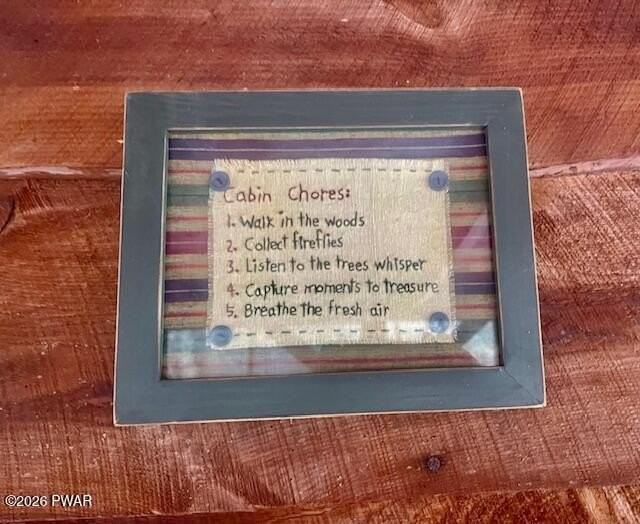 Cabin Chores:
1. Walk in the woods
2. Collect fireflies
3. Listen to the trees whisper
4. Capture moments to treasure
5. Breathe the fresh air
©2026 PWAR